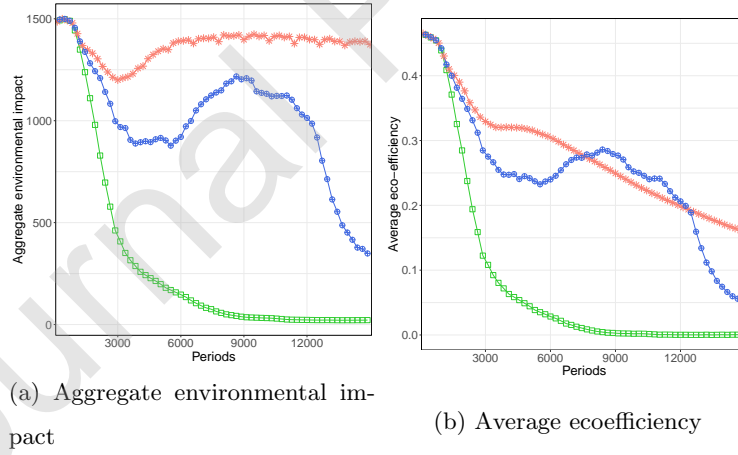 1500
1000
500
0
Aggregate environmental impact
3000
6000
9000
12000
Periods
(a) Aggregate environmental im-
pact
0.4
0.3
0.2
0.1
0.0
Average eco−efficiency
3000
6000
9000
12000
Periods
(b) Average ecoefficiency
ournal P